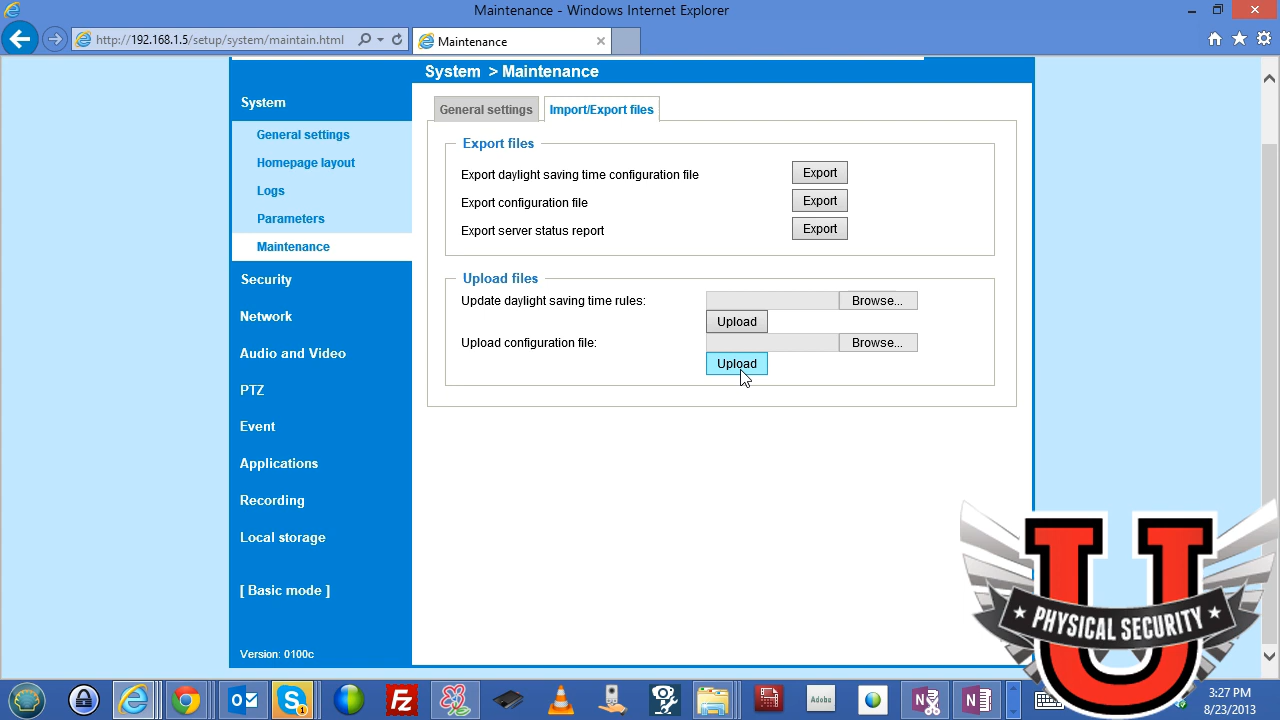 Maintenance - Windows Internet Explorer
http://192.168.1.5/setup/system/maintain.html
Maintenance
System > Maintenance
System
General settings
Homepage layout
Logs
Parameters
Maintenance
Security
Network
Audio and Video
PTZ
Event
Applications
Recording
Local storage
[ Basic mode ]
Version: 0100c
General settings
Import/Export files
Export files
Export daylight saving time configuration file
Export
Export configuration file
Export
Export server status report
Export
Upload files
Update daylight saving time rules:
Browse...
Upload
Upload configuration file:
Browse...
Upload
U
PHYSICAL SECURITY
Fz
S
1
Adobe
N
N
3:27 PM
8/23/2013